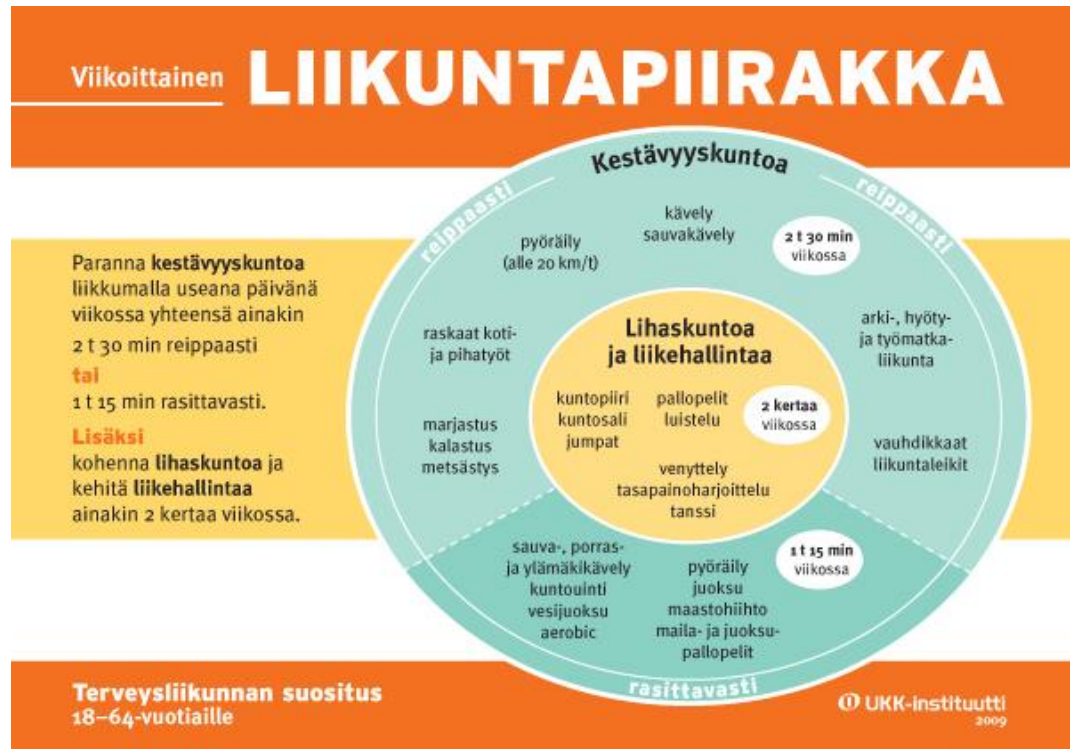 Viikoittainen LIIKUNTAPIIRAKKA
Paranna kestävyyskuntoa
liikkumalla useana päivänä
viikossa yhteensä ainakin
2 t 30 min reippaasti
tai
1 t 15 min rasittavasti.
Lisäksi
kohenna lihaskuntoa ja
kehitä liikehallintaa
ainakin 2 kertaa viikossa.
Kestävyyskuntoa
reippaasti
reippaasti
kävely
sauvakävely
2 t 30 min
viikossa
pyöräily
(alle 20 km/t)
raskaat koti-
ja pihatyöt
marjastus
kalastus
metsästys
arki-, hyöty-
ja työmatka-
liikunta
vauhdikkaat
liikuntaleikit
Lihaskuntoa
ja liikehallintaa
kuntopiiri
kuntosali
jumpat
pallopelit
luistelu
2 kertaa
viikossa
venyttely
tasapainoharjoittelu
tanssi
sauva-, porras-
ja ylämäkikävely
kuntouinti
vesijuoksu
aerobic
pyöräily
juoksu
maastohiihto
maila- ja juoksu-
pallopelit
1 t 15 min
viikossa
rasittavasti
Terveysliikunnan suositus
18–64-vuotiaille
UKK-instituutti
2009